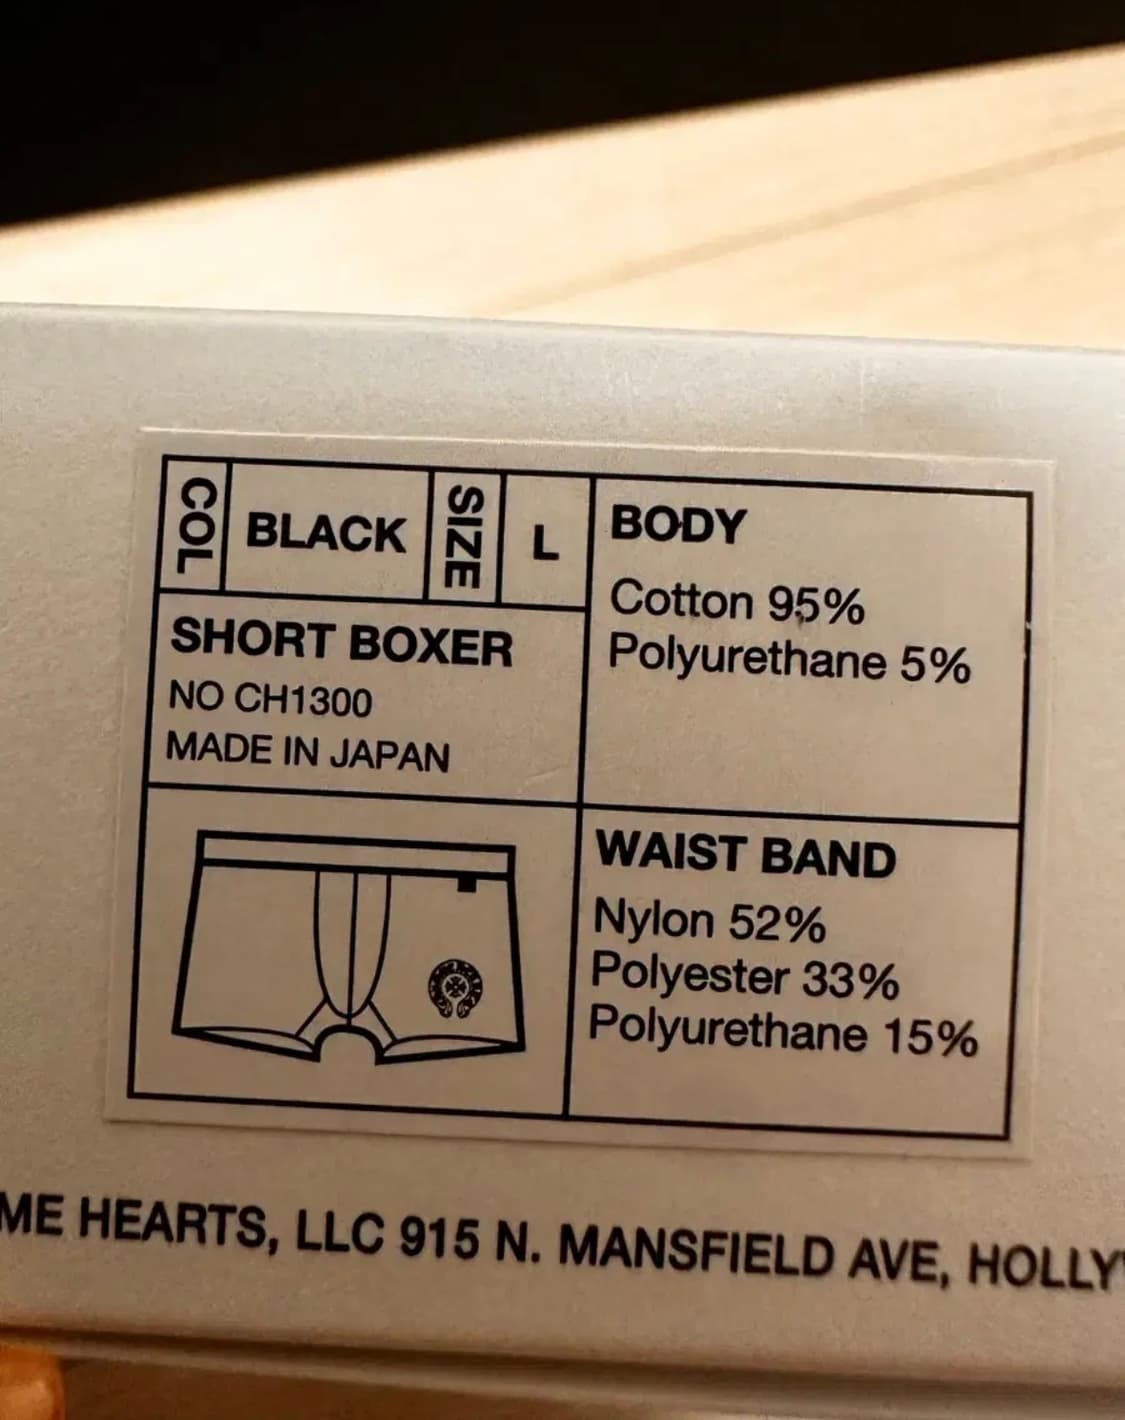 COL BLACK SIZE L
SHORT BOXER
NO CH1300
MADE IN JAPAN
BODY
Cotton 95%
Polyurethane 5%
WAIST BAND
Nylon 52%
Polyester 33%
Polyurethane 15%
ME HEARTS, LLC 915 N. MANSFIELD AVE, HOLLY